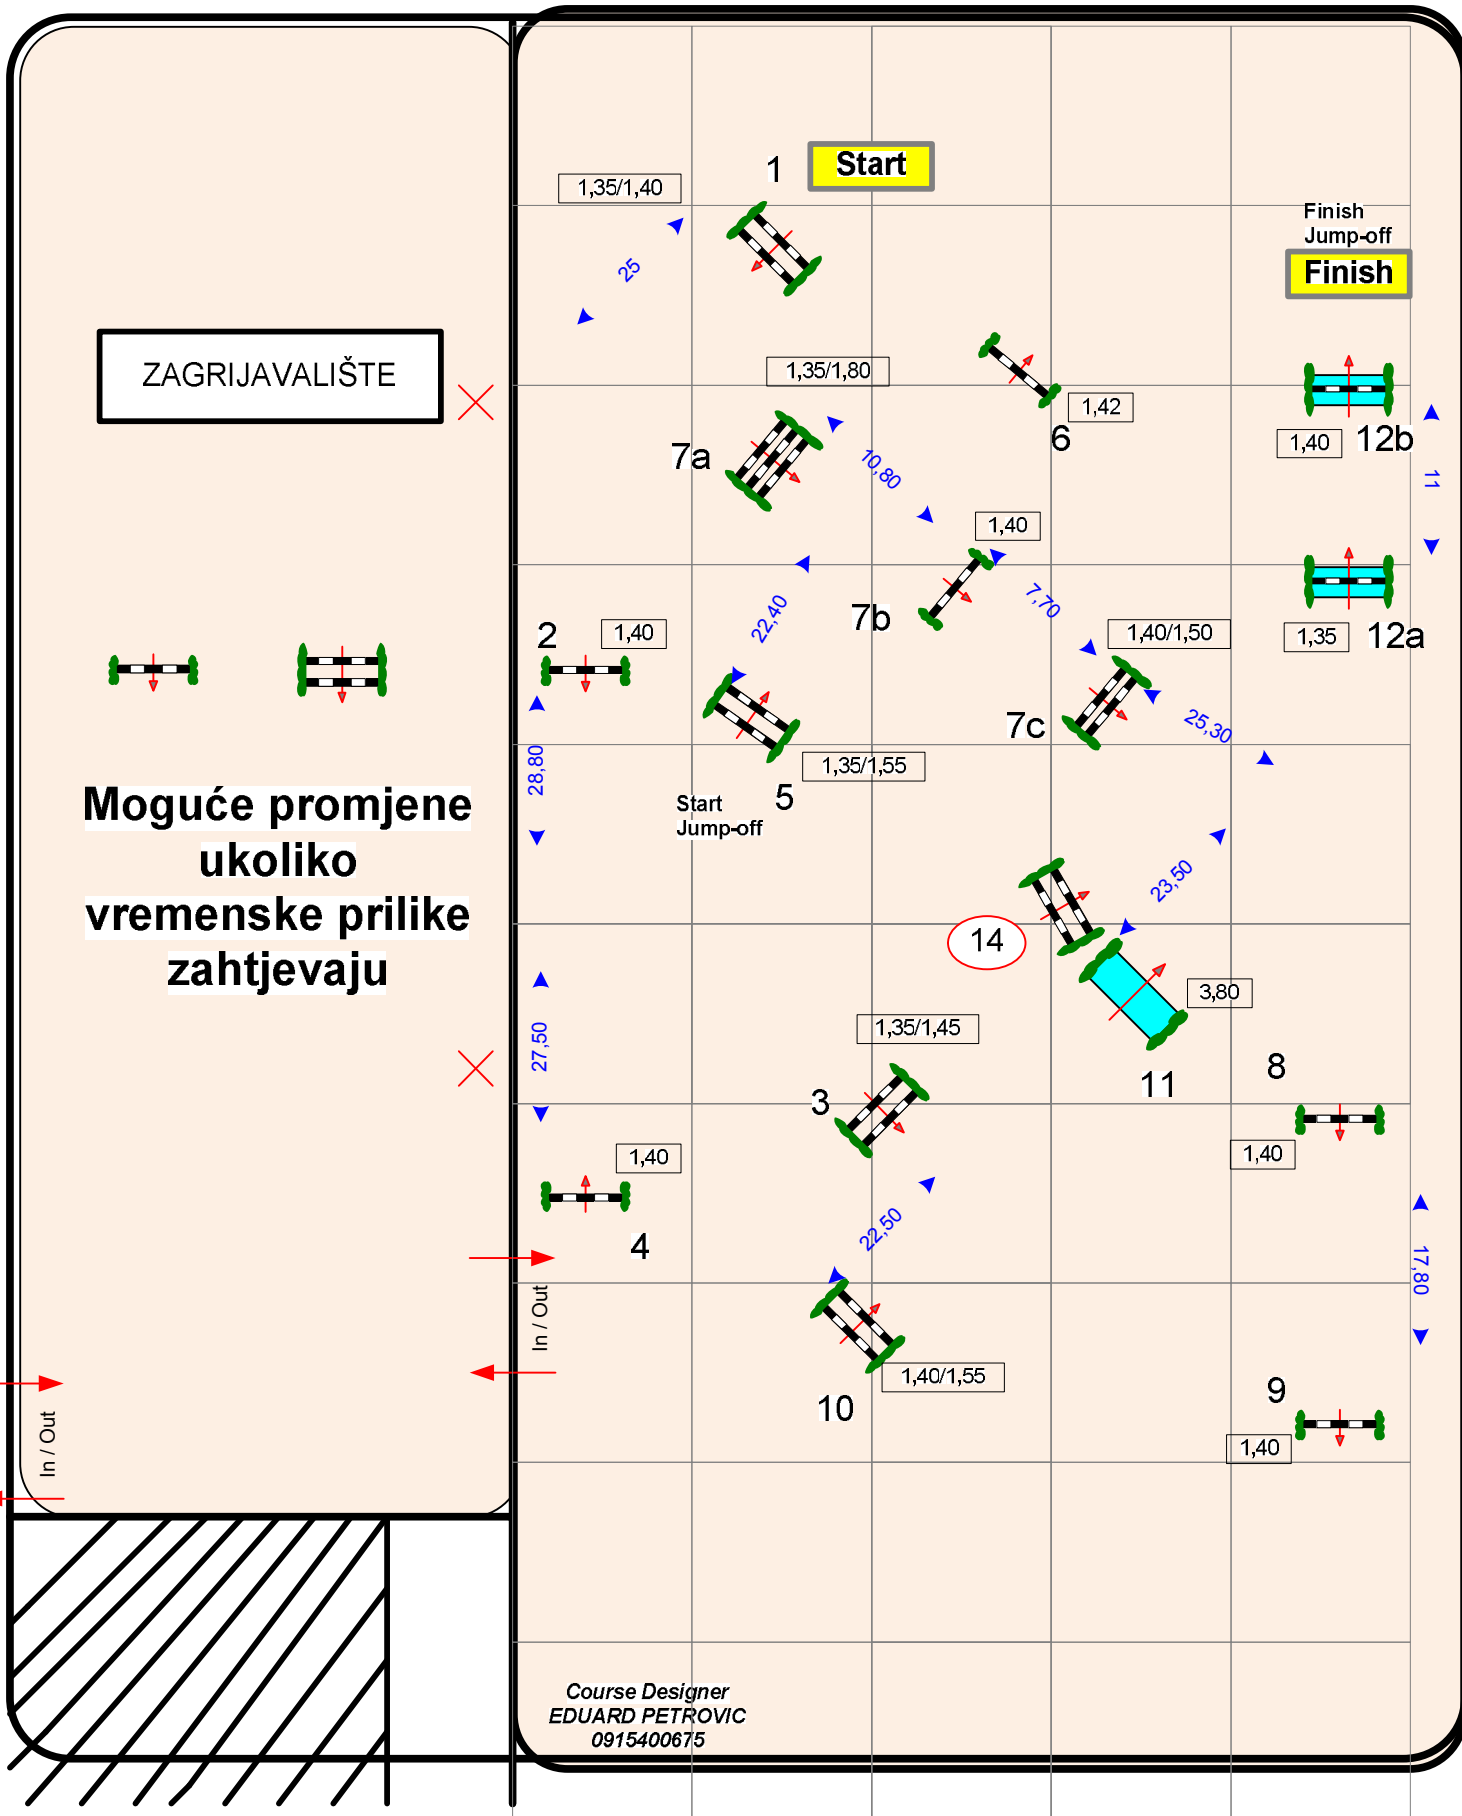 1
Start
1,35/1,40
Finish
Jump-off
Finish
25
ZAGRIJAVALIŠTE
1,35/1,80
1,42
6
12b
1,40
7a
10,80
11
1,40
7,70
22,40
7b
2
1,40
1,40/1,50
1,35
12a
7c
25,30
28,80
1,35/1,55
5
Start
Jump-off
Moguće promjene
ukoliko
vremenske prilike
zahtjevaju
23,50
14
3,80
27,50
1,35/1,45
8
11
3
1,40
1,40
4
22,50
17,80
In / Out
1,40/1,55
10
9
In / Out
1,40
Course Designer
EDUARD PETROVIC
0915400675